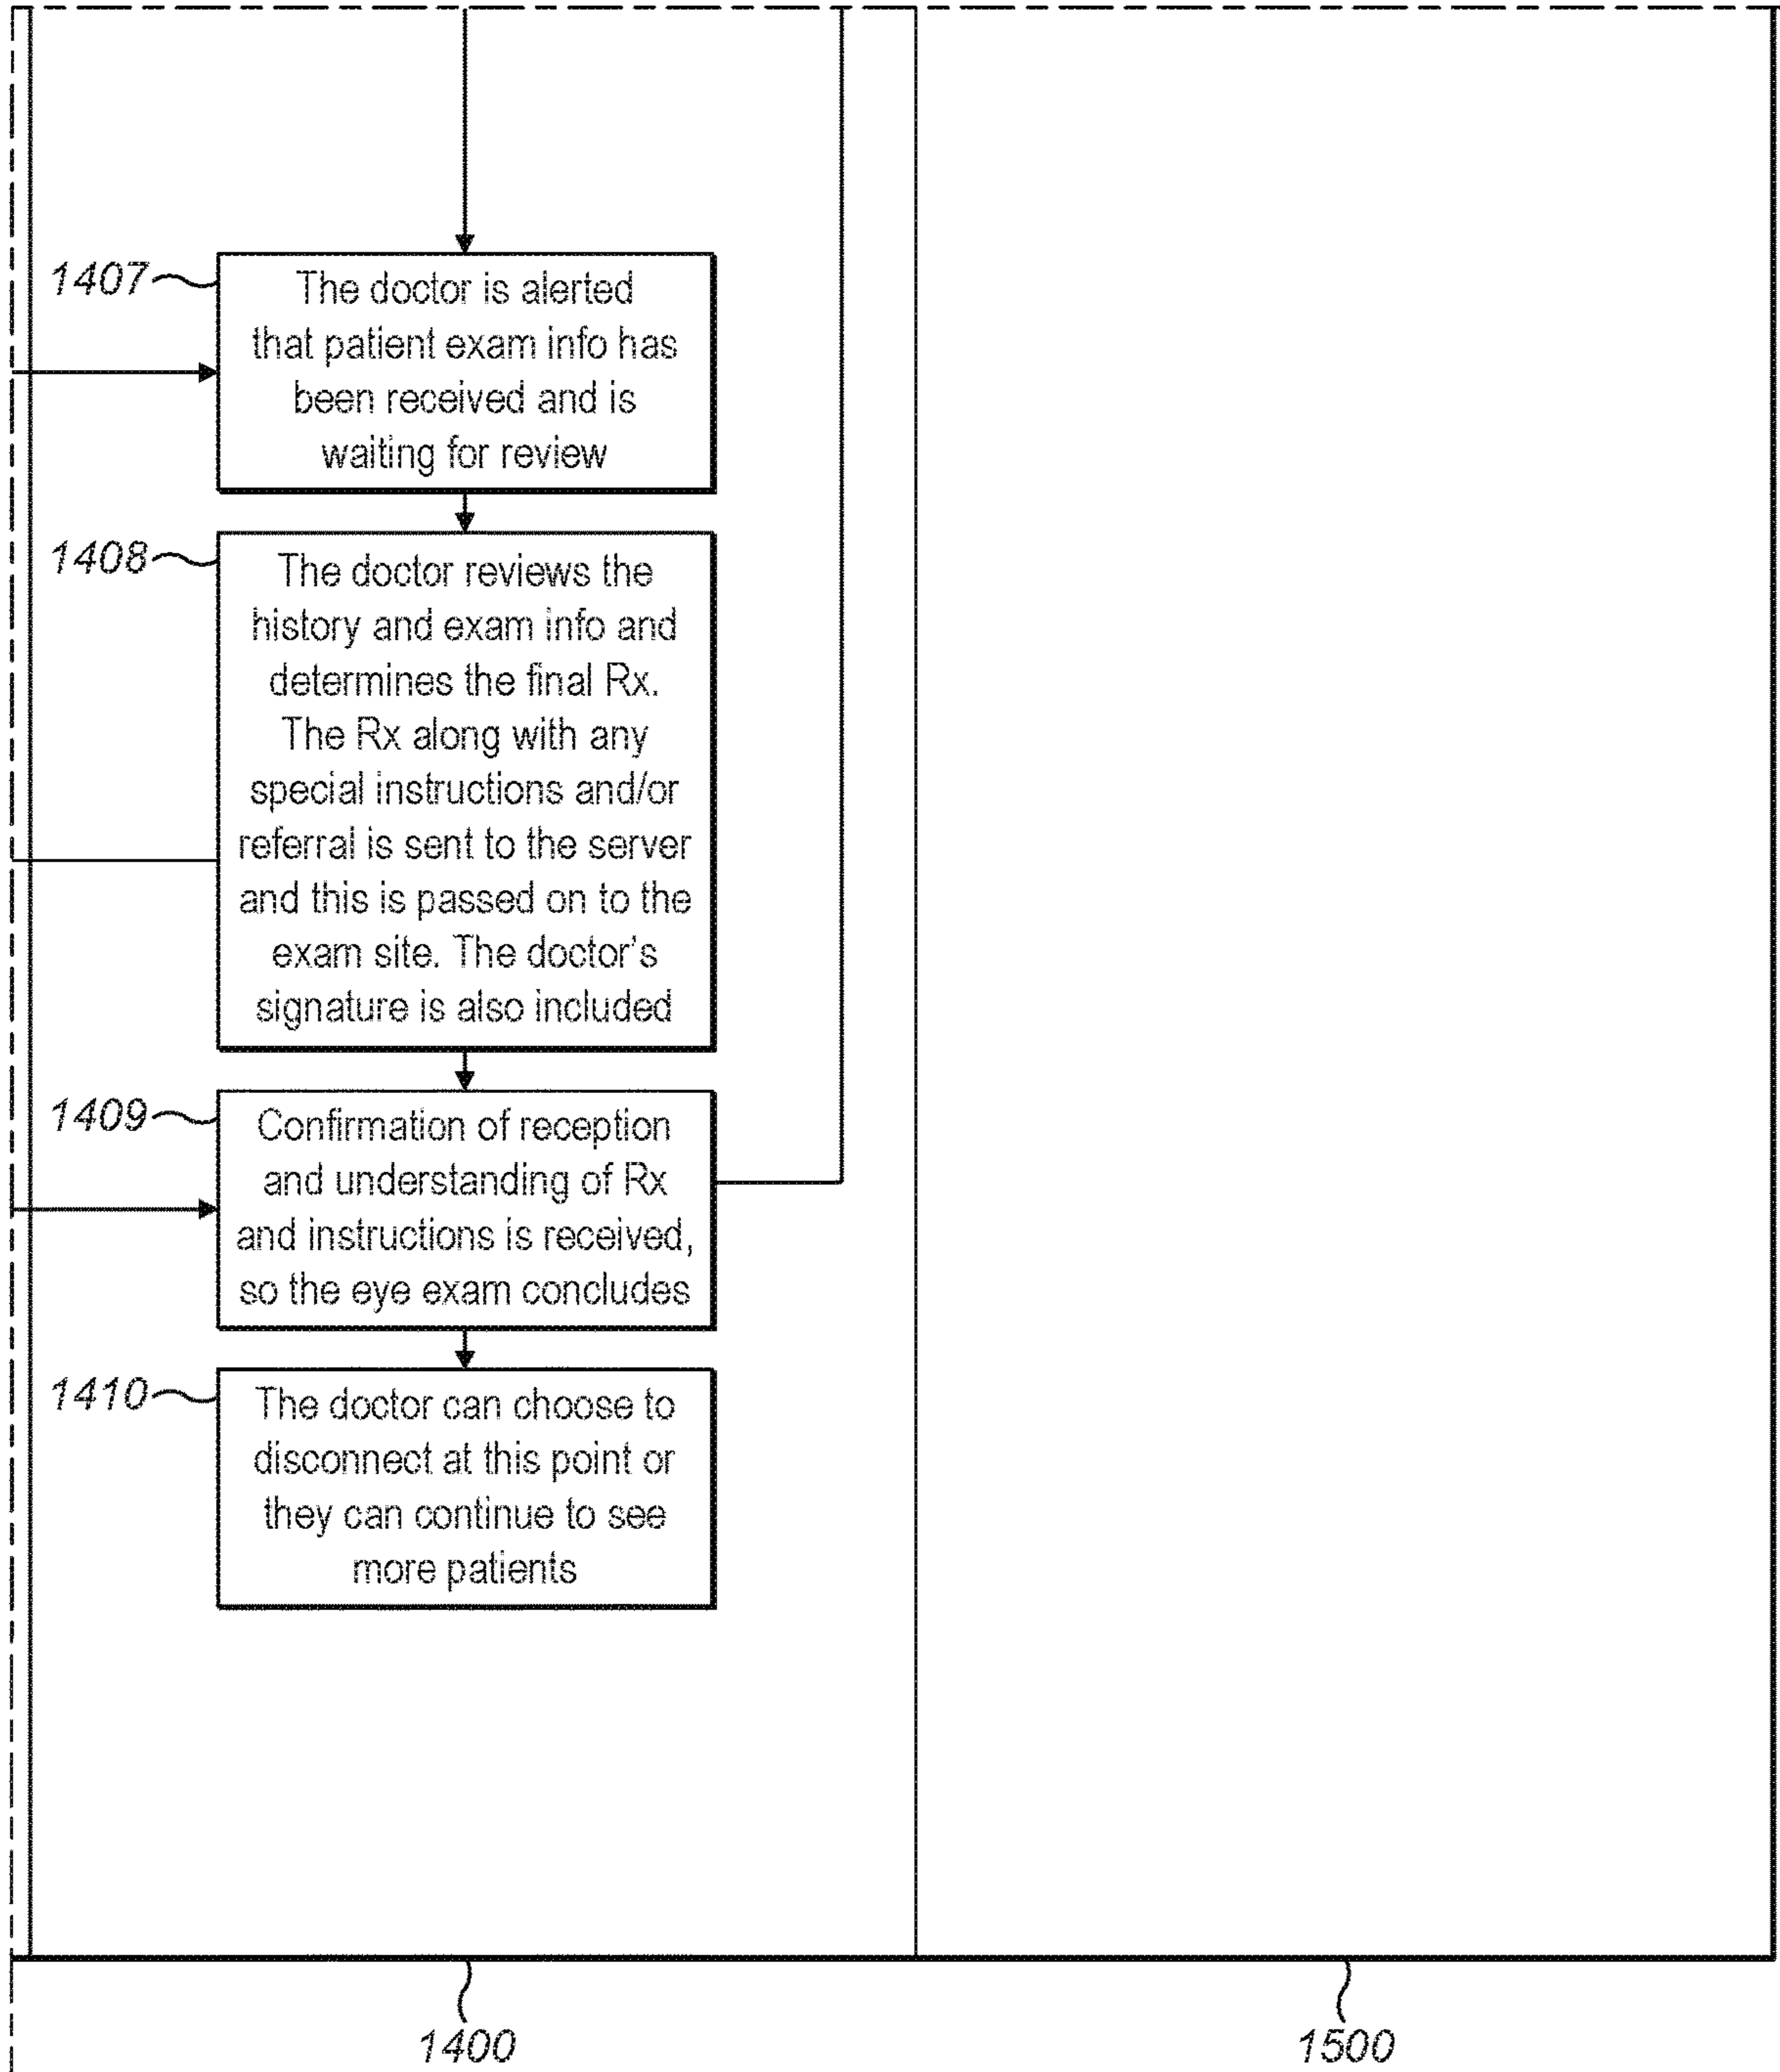 1407
The doctor is alerted
that patient exam info has
been received and is
waiting for review
1408
The doctor reviews the
history and exam info and
determines the final Rx.
The Rx along with any
special instructions and/or
referral is sent to the server
and this is passed on to the
exam site. The doctor's
signature is also included
1409
Confirmation of reception
and understanding of Rx
and instructions is received,
so the eye exam concludes
1410
The doctor can choose to
disconnect at this point or
they can continue to see
more patients
1400
1500